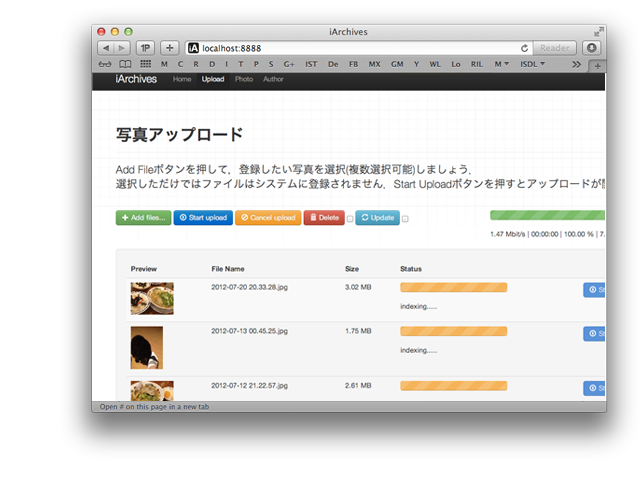 iArchives
1P
iA localhost:8888
Reader
M C R D I T P S G+ IST De FB MX GM Y WL Lo RIL M ISDL
iArchives Home Upload Photo Author
写真アップロード
Add Fileボタンを押して，登録したい写真を選択(複数選択可能)しましょう．
選択しただけではファイルはシステムに登録されません．Start Uploadボタンを押すとアップロードが
Add files... Start upload Cancel upload Delete Update
1.47 Mbit/s | 00:00:00 | 100.00 % | 7.
Preview File Name Size Status
2012-07-20 20.33.28.jpg 3.02 MB
indexing......
2012-07-13 00.45.25.jpg 1.75 MB
indexing......
2012-07-12 21.22.57.jpg 2.61 MB
Open # on this page in a new tab